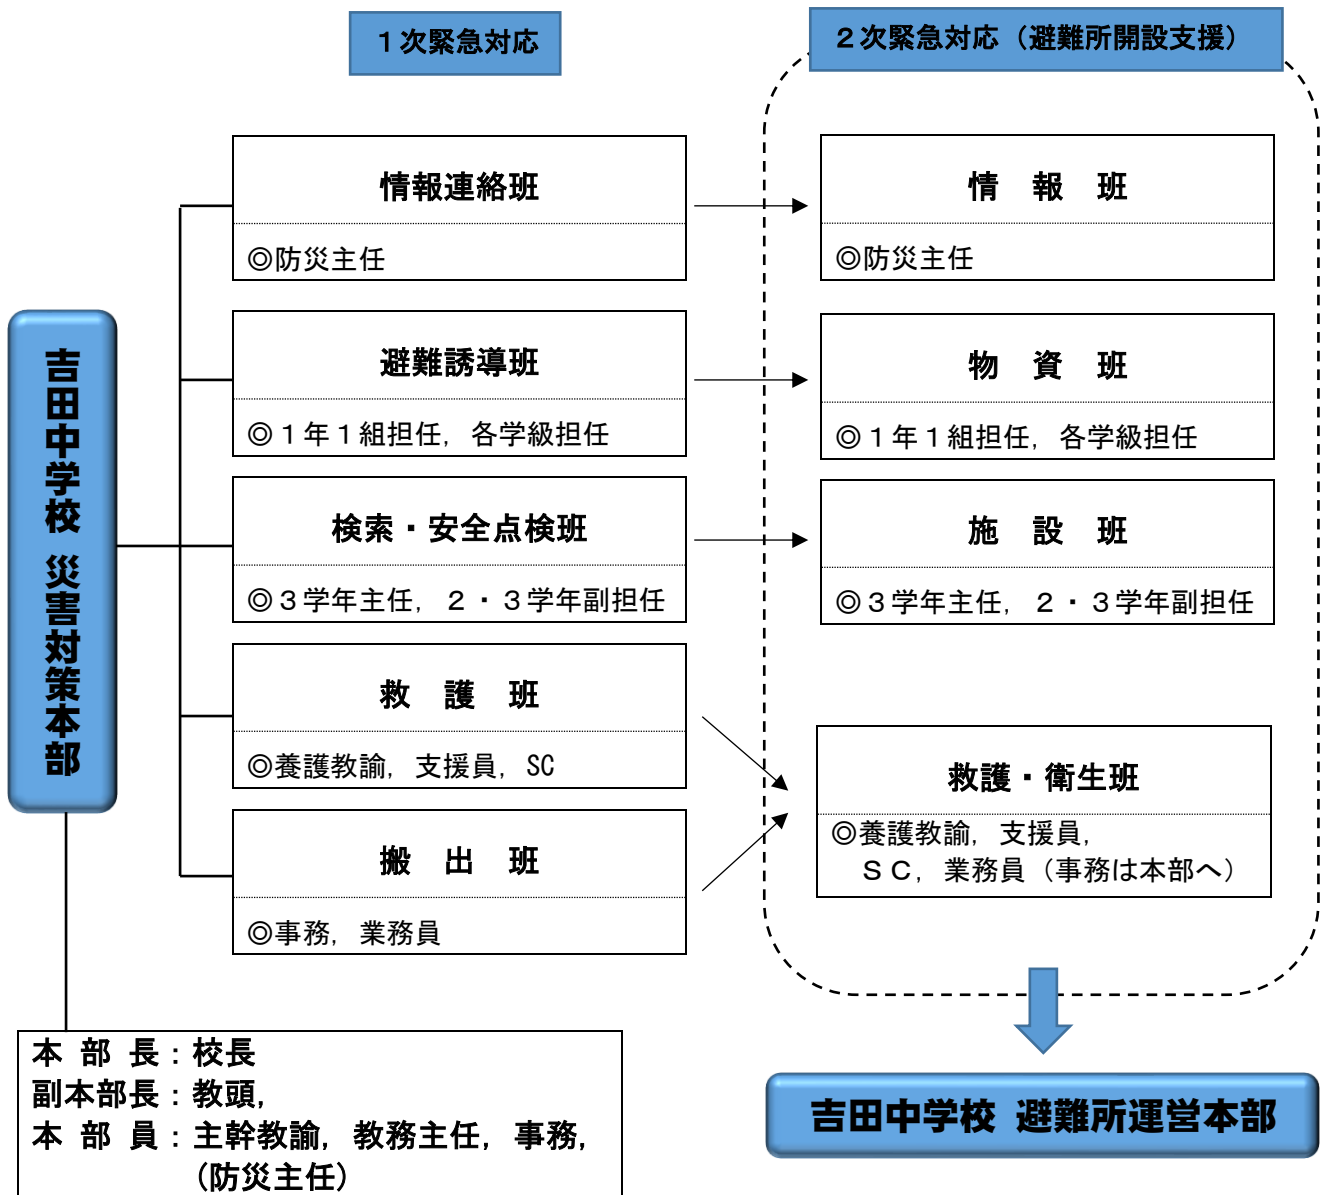 １次緊急対応
２次緊急対応（避難所開設支援）
吉田中学校 災害対策本部
情報連絡班
◎防災主任
避難誘導班
◎１年１組担任，各学級担任
検索・安全点検班
◎３学年主任，２・３学年副担任
救　護　班
◎養護教諭，支援員，SC
搬　出　班
◎事務，業務員
情　報　班
◎防災主任
物　資　班
◎１年１組担任，各学級担任
施　設　班
◎３学年主任，２・３学年副担任
救護・衛生班
◎養護教諭，支援員，
ＳＣ，業務員（事務は本部へ）
本 部 長：校長
副本部長：教頭，
本 部 員：主幹教諭，教務主任，事務，
（防災主任）
吉田中学校 避難所運営本部